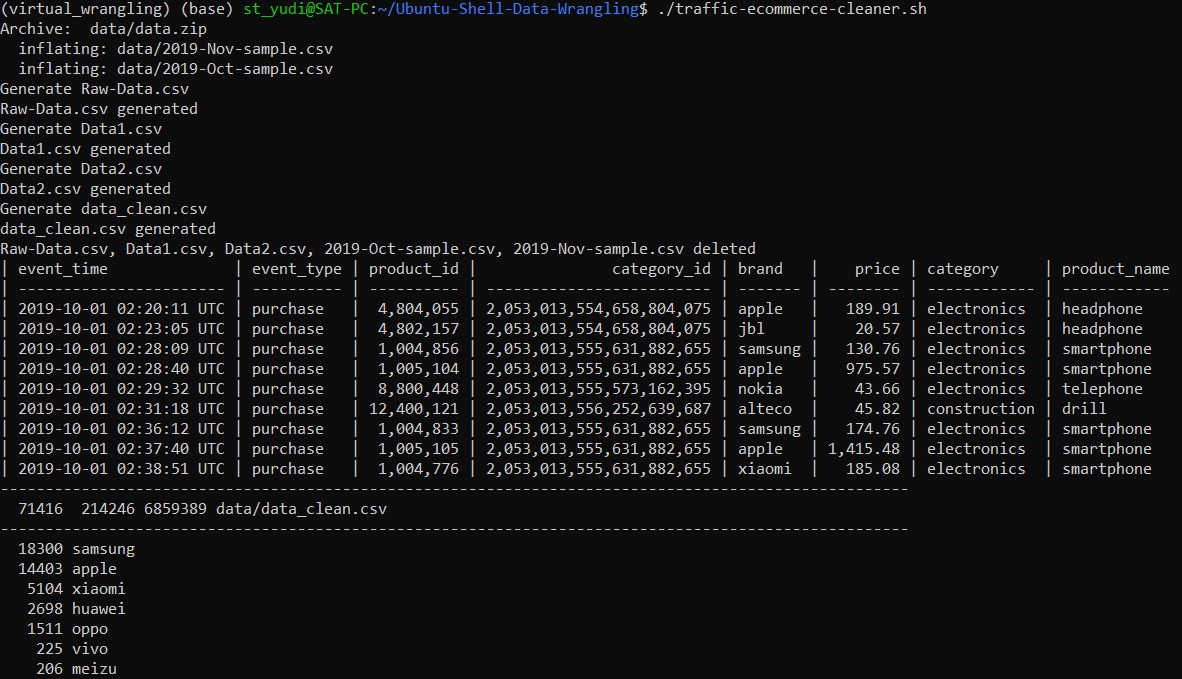 (virtual_wrangling) (base) st_yudi@SAT-PC:~/Ubuntu-Shell-Data-Wrangling$ ./traffic-ecommerce-cleaner.sh
Archive:  data/data.zip
  inflating: data/2019-Nov-sample.csv
  inflating: data/2019-Oct-sample.csv
Generate Raw-Data.csv
Raw-Data.csv generated
Generate Data1.csv
Data1.csv generated
Generate Data2.csv
Data2.csv generated
Generate data_clean.csv
data_clean.csv generated
Raw-Data.csv, Data1.csv, Data2.csv, 2019-Oct-sample.csv, 2019-Nov-sample.csv deleted
| event_time              | event_type | product_id |               category_id | brand   |    price | category     | product_name
| ----------------------- | ---------- | ---------- | ------------------------- | ------- | -------- | ------------ | ------------
| 2019-10-01 02:20:11 UTC | purchase   |  4,804,055 | 2,053,013,554,658,804,075 | apple   |   189.91 | electronics  | headphone
| 2019-10-01 02:23:05 UTC | purchase   |  4,802,157 | 2,053,013,554,658,804,075 | jbl     |    20.57 | electronics  | headphone
| 2019-10-01 02:28:09 UTC | purchase   |  1,004,856 | 2,053,013,555,631,882,655 | samsung |   130.76 | electronics  | smartphone
| 2019-10-01 02:28:40 UTC | purchase   |  1,005,104 | 2,053,013,555,631,882,655 | apple   |   975.57 | electronics  | smartphone
| 2019-10-01 02:29:32 UTC | purchase   |  8,800,448 | 2,053,013,555,573,162,395 | nokia   |    43.66 | electronics  | telephone
| 2019-10-01 02:31:18 UTC | purchase   | 12,400,121 | 2,053,013,556,252,639,687 | alteco  |    45.82 | construction | drill
| 2019-10-01 02:36:12 UTC | purchase   |  1,004,833 | 2,053,013,555,631,882,655 | samsung |   174.76 | electronics  | smartphone
| 2019-10-01 02:37:40 UTC | purchase   |  1,005,105 | 2,053,013,555,631,882,655 | apple   | 1,415.48 | electronics  | smartphone
| 2019-10-01 02:38:51 UTC | purchase   |  1,004,776 | 2,053,013,555,631,882,655 | xiaomi  |   185.08 | electronics  | smartphone
-----------------------------------------------------------------------------------------------------
  71416  214246 6859389 data/data_clean.csv
-----------------------------------------------------------------------------------------------------
  18300 samsung
  14403 apple
   5104 xiaomi
   2698 huawei
   1511 oppo
    225 vivo
    206 meizu